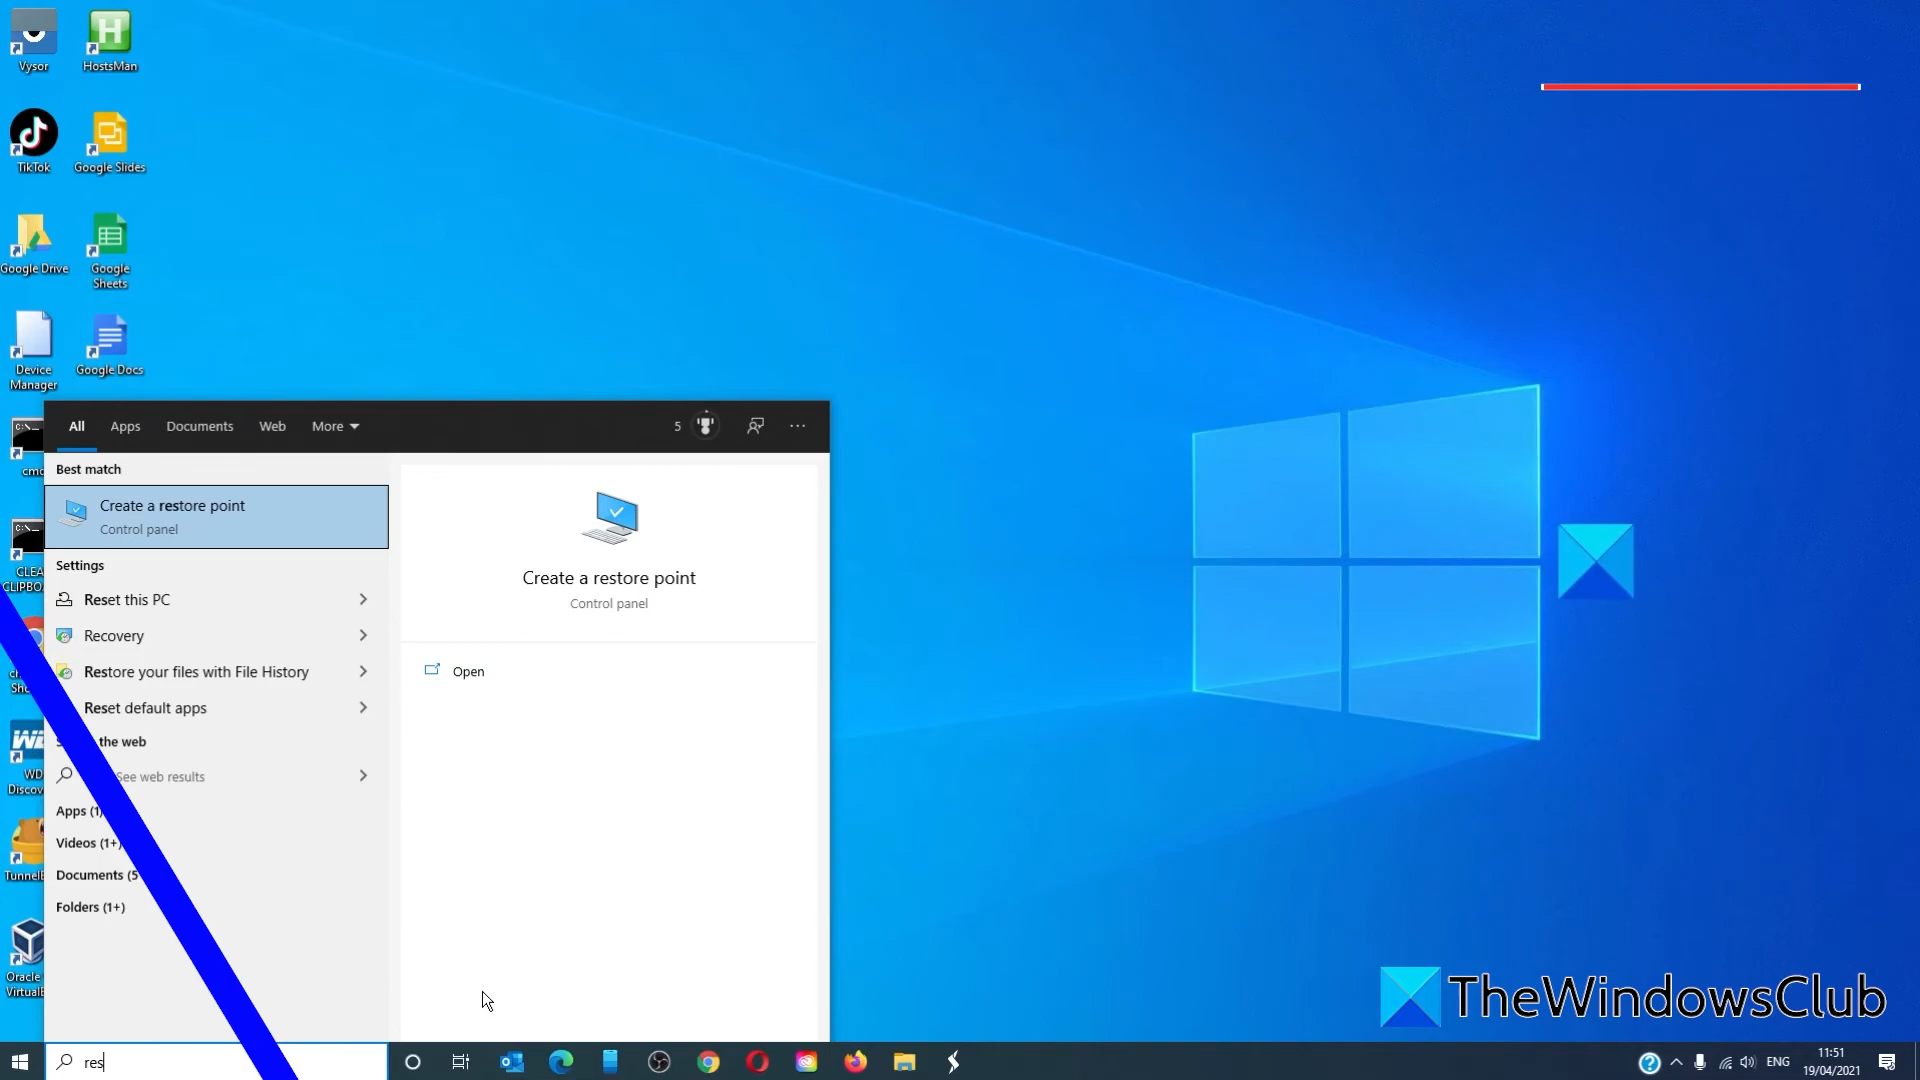 Vysor
HostsMan
TikTok
Google Slides
Google Drive
Google
Sheets
Device
Manager
Google Docs
All
Apps
Documents
Web
More
5
Best match
Create a restore point
Control panel
Settings
Reset this PC
Recovery
Restore your files with File History
Reset default apps
the web
See web results
Apps (1)
Videos (1+)
Documents (5
Folders (1+)
Create a restore point
Control panel
Open
WD
Oracle
TheWindowsClub
res
ENG
11:51
19/04/2021